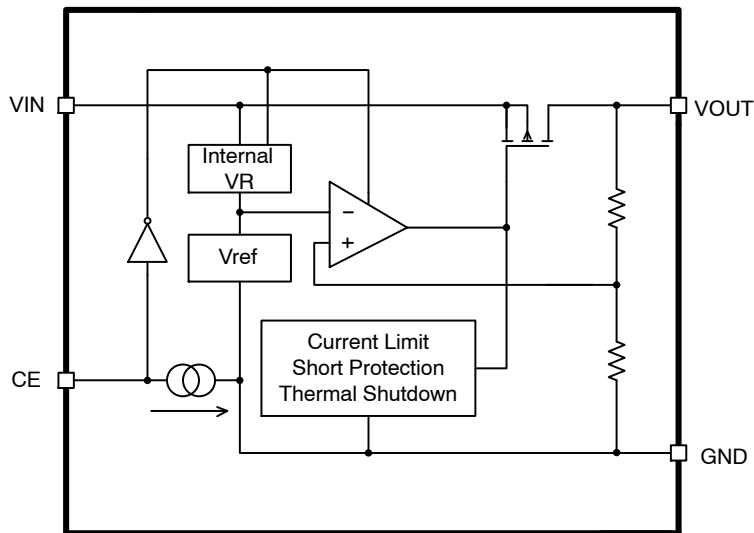 VIN
VOUT
Internal
VR
−
+
Vref
Current Limit
Short Protection
Thermal Shutdown
CE
GND